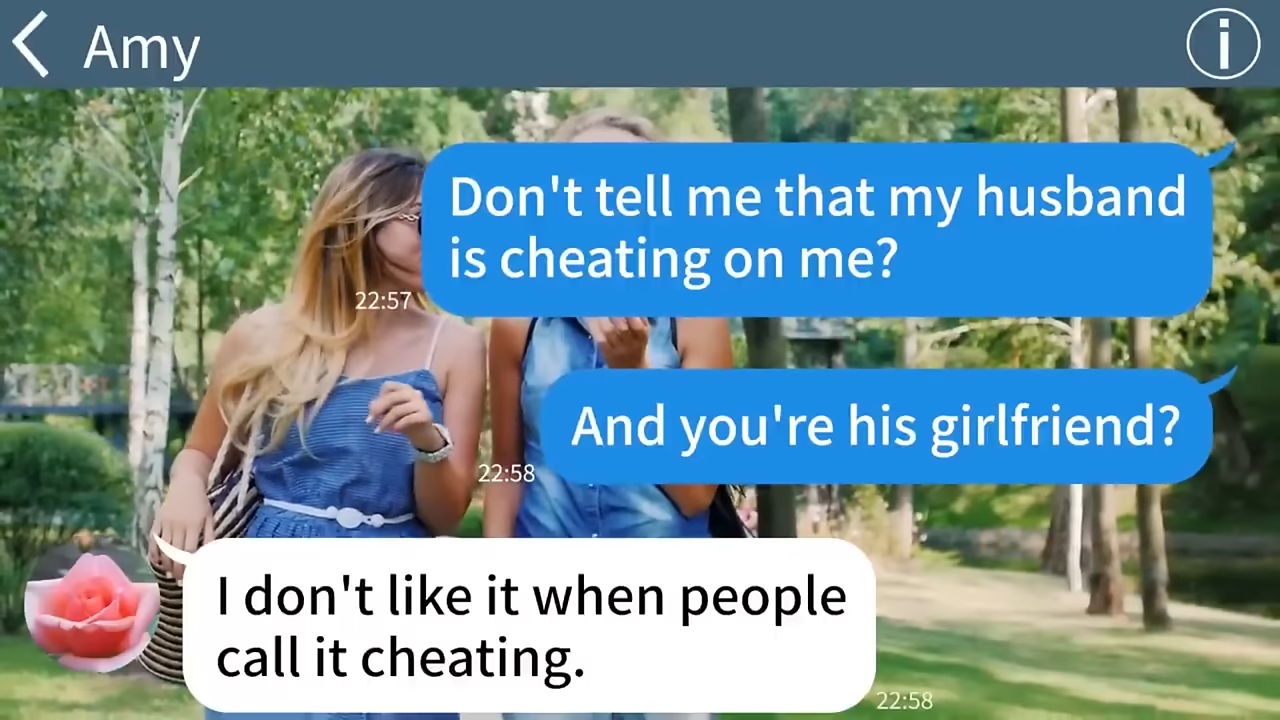 Amy
Don't tell me that my husband
is cheating on me?
22:57
And you're his girlfriend?
22:58
I don't like it when people
call it cheating.
22:58